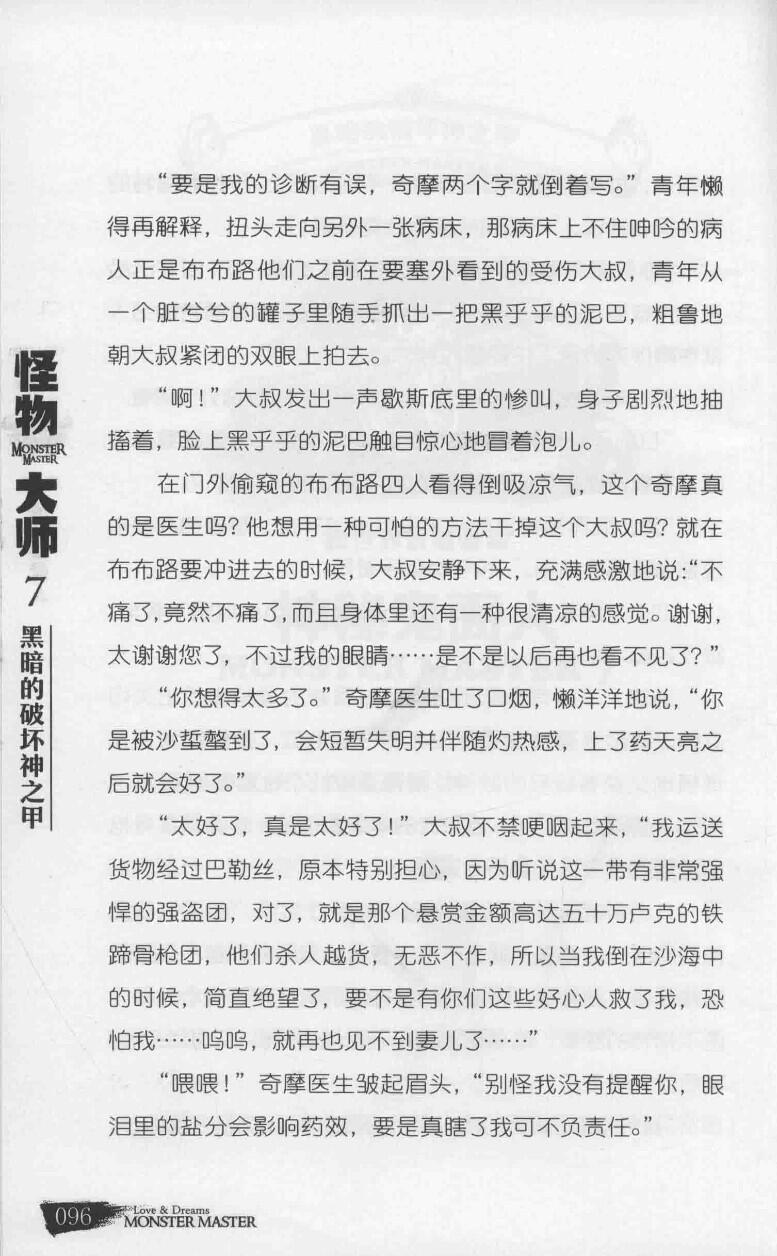 “要是我的诊断有误，奇摩两个字就倒着写。”青年懒
得再解释，扭头走向另外一张病床，那病床上不住呻吟的病
人正是布布路他们之前在要塞外看到的受伤大叔，青年从
一个脏兮兮的罐子里随手抓出一把黑乎乎的泥巴，粗鲁地
朝大叔紧闭的双眼上拍去。
“啊！”大叔发出一声歇斯底里的惨叫，身子剧烈地抽
搐着，脸上黑乎乎的泥巴触目惊心地冒着泡儿。
在门外偷窥的布布路四人看得倒吸凉气，这个奇摩真
的是医生吗？他想用一种可怕的方法干掉这个大叔吗？就在
布布路要冲进去的时候，大叔安静下来，充满感激地说：“不
痛了，竟然不痛了，而且身体里还有一种很清凉的感觉。谢谢，
太谢谢您了，不过我的眼睛……是不是以后再也看不见了？”
“你想得太多了。”奇摩医生吐了口烟，懒洋洋地说，“你
是被沙蜇螫到了，会短暂失明并伴随灼热感，上了药天亮之
后就会好了。”
“太好了，真是太好了！”大叔不禁哽咽起来，“我运送
货物经过巴勒丝，原本特别担心，因为听说这一带有非常强
悍的强盗团，对了，就是那个悬赏金额高达五十万卢克的铁
蹄骨枪团，他们杀人越货，无恶不作，所以当我倒在沙海中
的时候，简直绝望了，要不是有你们这些好心人救了我，恐
怕我……呜呜，就再也见不到妻儿了……”
“喂喂！”奇摩医生皱起眉头，“别怪我没有提醒你，眼
泪里的盐分会影响药效，要是真瞎了我可不负责任。”
怪物
MONSTER
MASTER
大师
7
黑暗的破坏神之甲
096
Love & Dreams
MONSTER MASTER